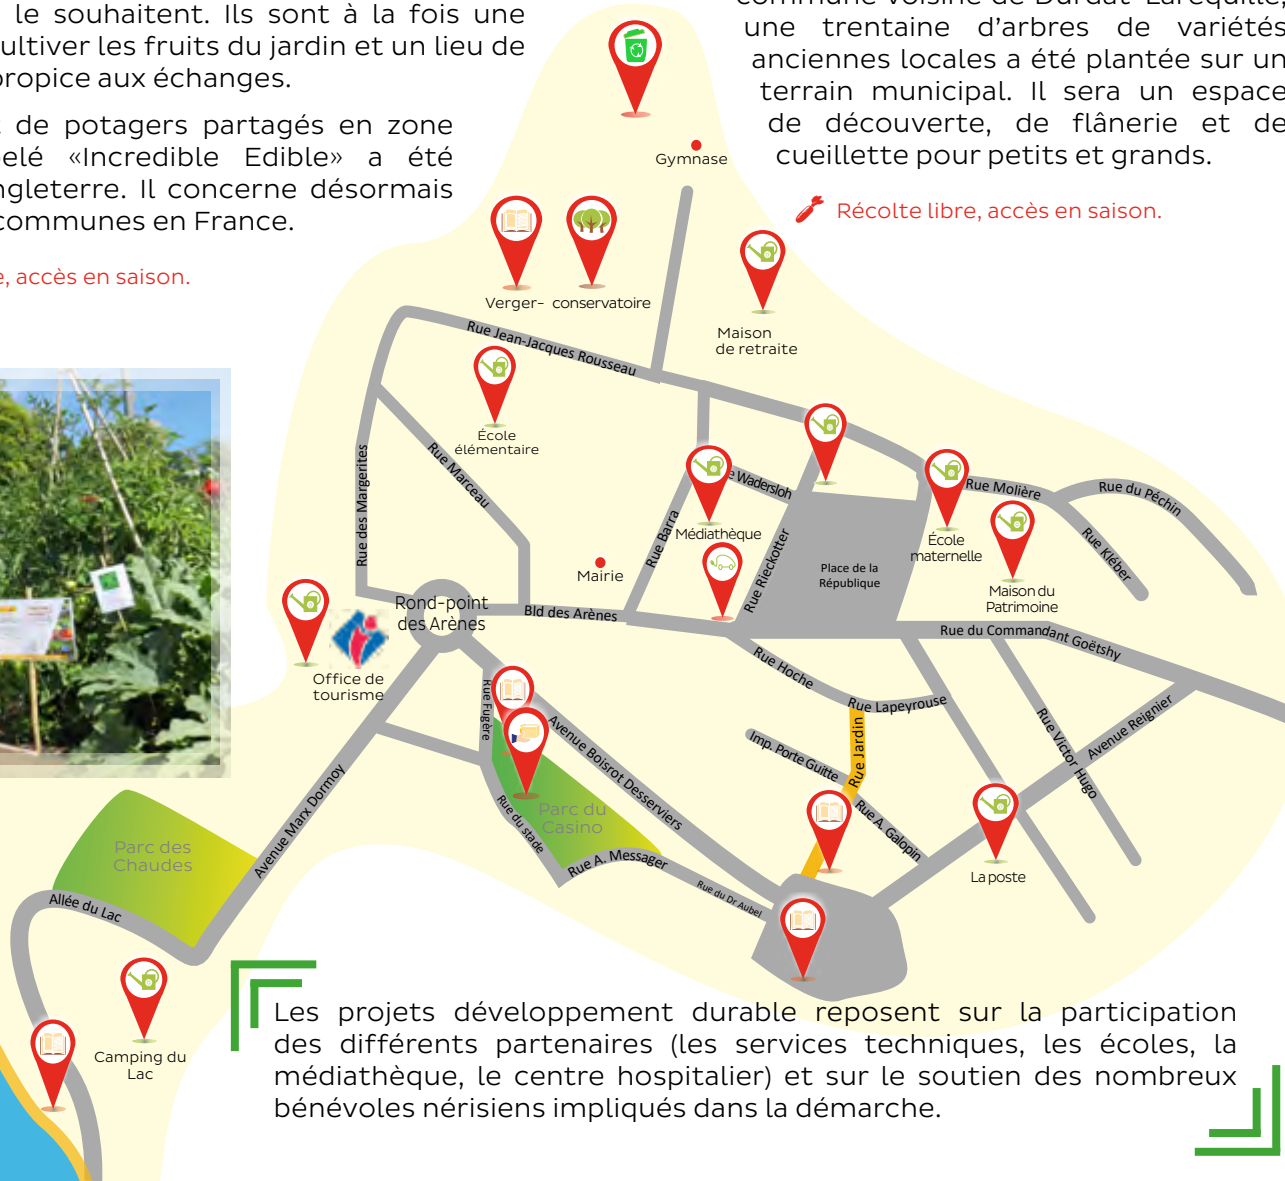 le souhaitent. Ils sont à la fois une
ultiver les fruits du jardin et un lieu de
propice aux échanges.
de potagers partagés en zone
pelé «Incredible Edible» a été
ngleterre. Il concerne désormais
communes en France.
e, accès en saison.
commune voisine de Durdat-Larequille,
une trentaine d'arbres de variétés
anciennes locales a été plantée sur un
terrain municipal. Il sera un espace
de découverte, de flânerie et de
cueillette pour petits et grands.
Récolte libre, accès en saison.
Gymnase
Verger- conservatoire
Maison
de retraite
Rue Jean-Jacques Rousseau
École
élémentaire
Rue des Margerites
Rue Marceau
e Wadersloh
Médiathèque
Rue Barra
Rue Rieckotter
Mairie
Place de la
République
École
maternelle
Rue Molière
Rue du Péchin
Rue Kléber
Maison du
Patrimoine
Rond-point
des Arènes
Bld des Arènes
Rue du Commandant Goëtshy
Office de
tourisme
Rue Hoche
Rue Lapeyrouse
Rue Fugère
Avenue Boisrot Desserviers
Imp. Porte Guitte
Rue Jardin
Rue Victor Hugo
Avenue Reignier
Avenue Marx Dormoy
Rue du stade
Parc du
Casino
Rue A. Messager
Rue du Dr Aubel
Rue A. Galopin
La poste
Parc des
Chaudes
Allée du Lac
Camping du
Lac
Les projets développement durable reposent sur la participation
des différents partenaires (les services techniques, les écoles, la
médiathèque, le centre hospitalier) et sur le soutien des nombreux
bénévoles nérisiens impliqués dans la démarche.